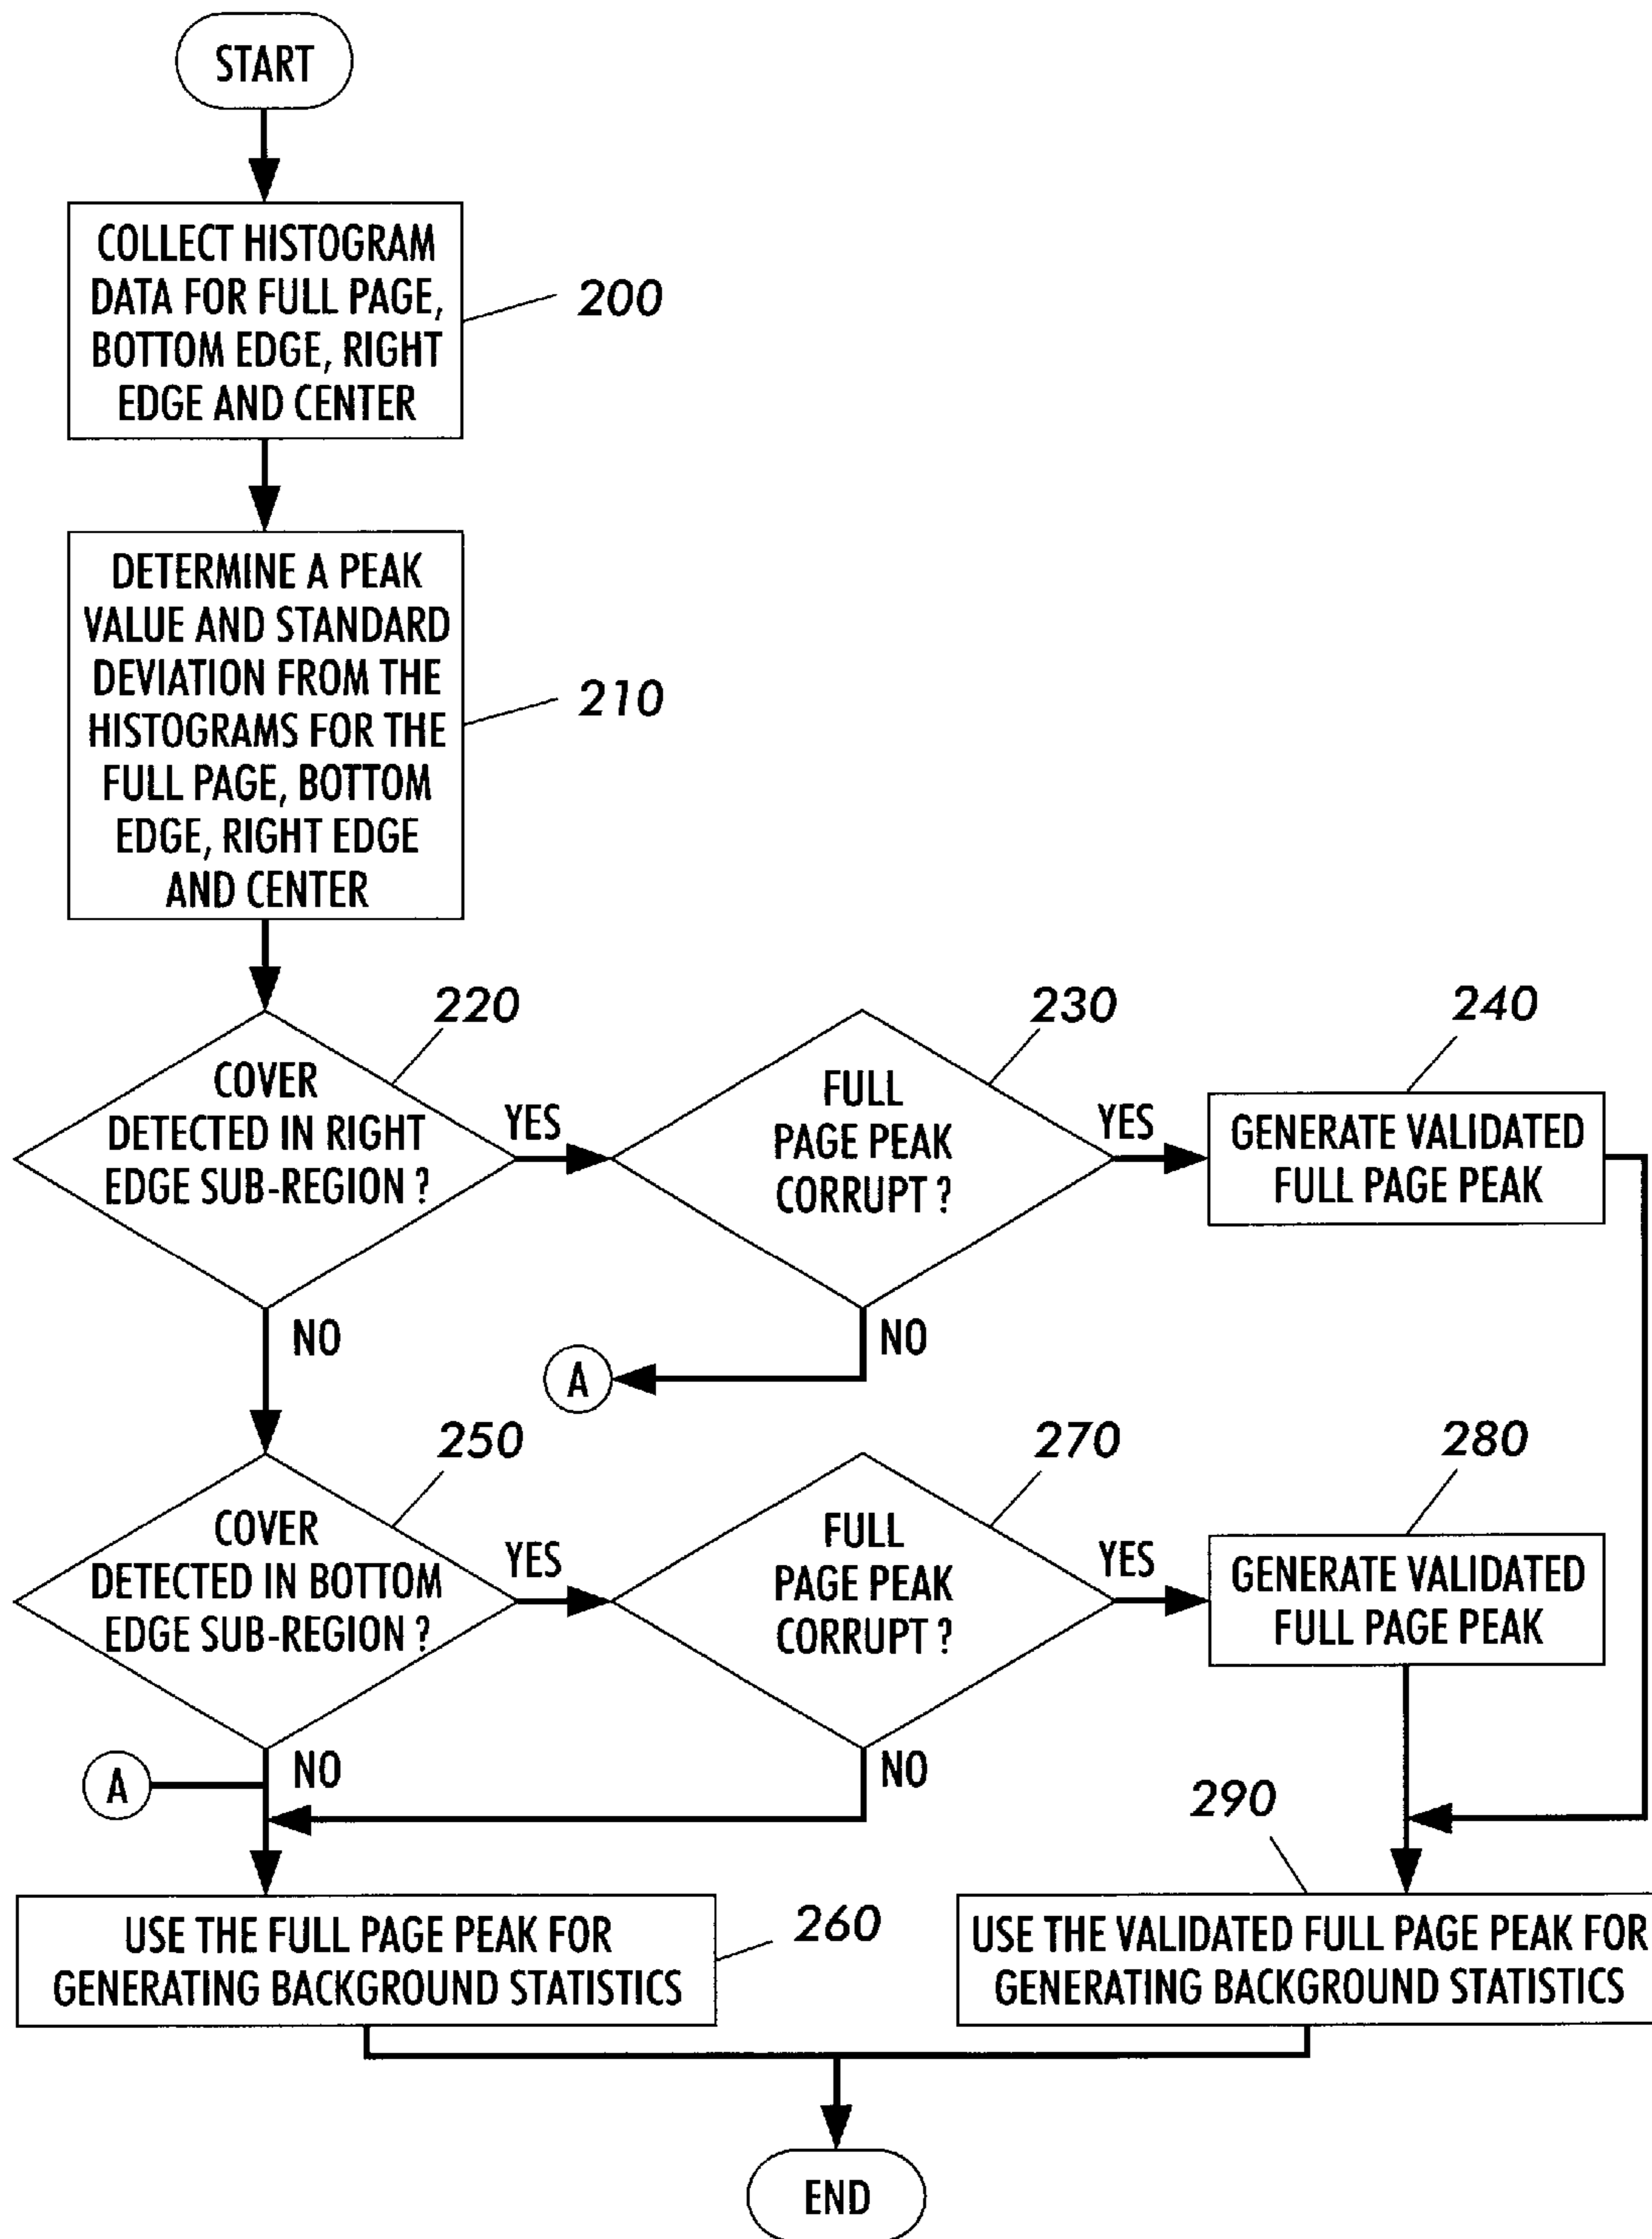 START
COLLECT HISTOGRAM
DATA FOR FULL PAGE,
BOTTOM EDGE, RIGHT
EDGE AND CENTER
200
DETERMINE A PEAK
VALUE AND STANDARD
DEVIATION FROM THE
HISTOGRAMS FOR THE
FULL PAGE, BOTTOM
EDGE, RIGHT EDGE
AND CENTER
210
220
COVER
DETECTED IN RIGHT
EDGE SUB-REGION ?
YES
NO
230
FULL
PAGE PEAK
CORRUPT ?
YES
NO
A
240
GENERATE VALIDATED
FULL PAGE PEAK
250
COVER
DETECTED IN BOTTOM
EDGE SUB-REGION ?
YES
NO
A
270
FULL
PAGE PEAK
CORRUPT ?
YES
NO
280
GENERATE VALIDATED
FULL PAGE PEAK
290
USE THE FULL PAGE PEAK FOR
GENERATING BACKGROUND STATISTICS
260
USE THE VALIDATED FULL PAGE PEAK FOR
GENERATING BACKGROUND STATISTICS
END